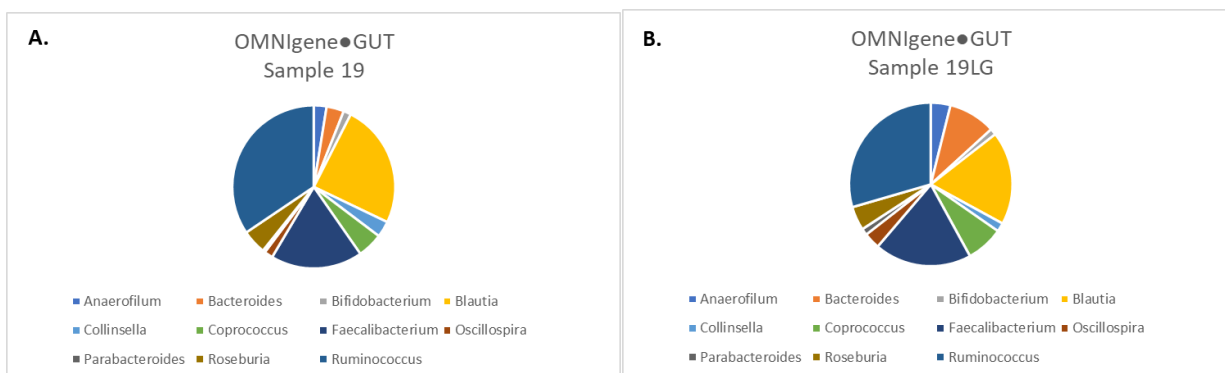 A.
OMNIgene●GUT
Sample 19
Anaerofilum Bacteroides Bifidobacterium Blautia
Collinsella Coprococcus Faecalibacterium Oscillospira
Parabacteroides Roseburia Ruminococcus
B.
OMNIgene●GUT
Sample 19LG
Anaerofilum Bacteroides Bifidobacterium Blautia
Collinsella Coprococcus Faecalibacterium Oscillospira
Parabacteroides Roseburia Ruminococcus